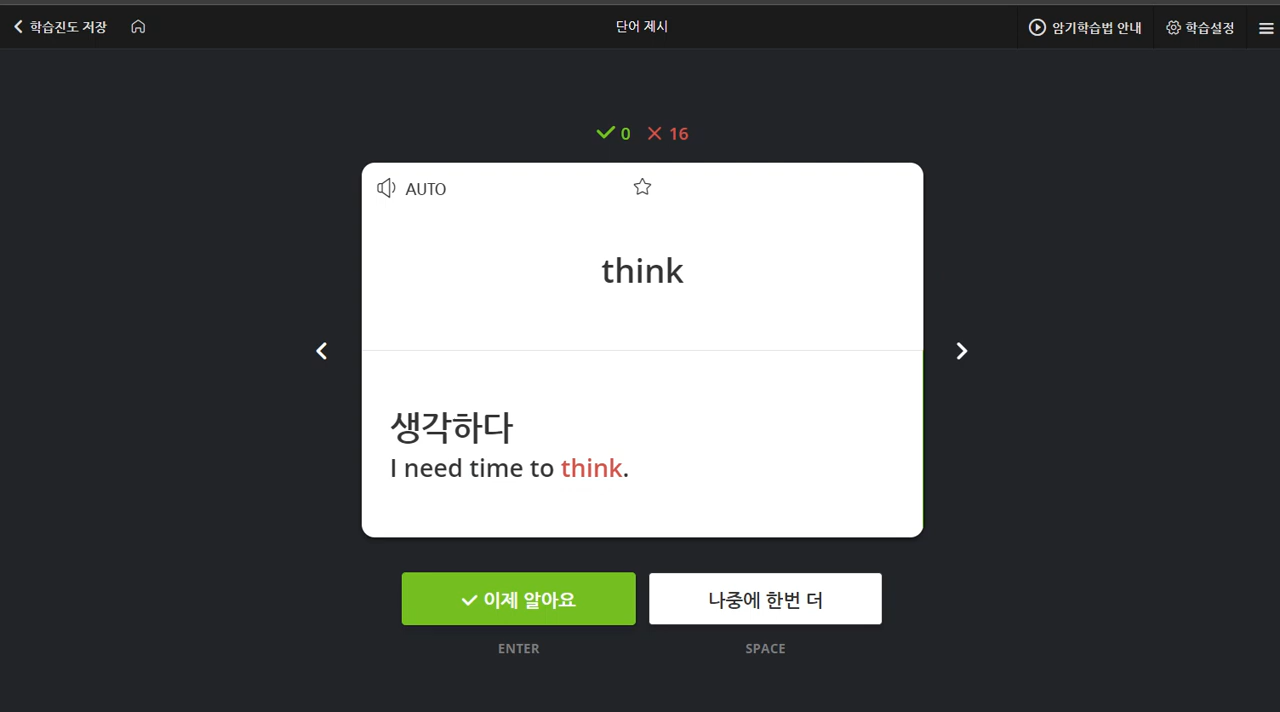 학습진도 저장
단어 제시
암기학습법 안내
학습설정
0 16
AUTO
think
생각하다
I need time to think.
이제 알아요
나중에 한번 더
ENTER
SPACE